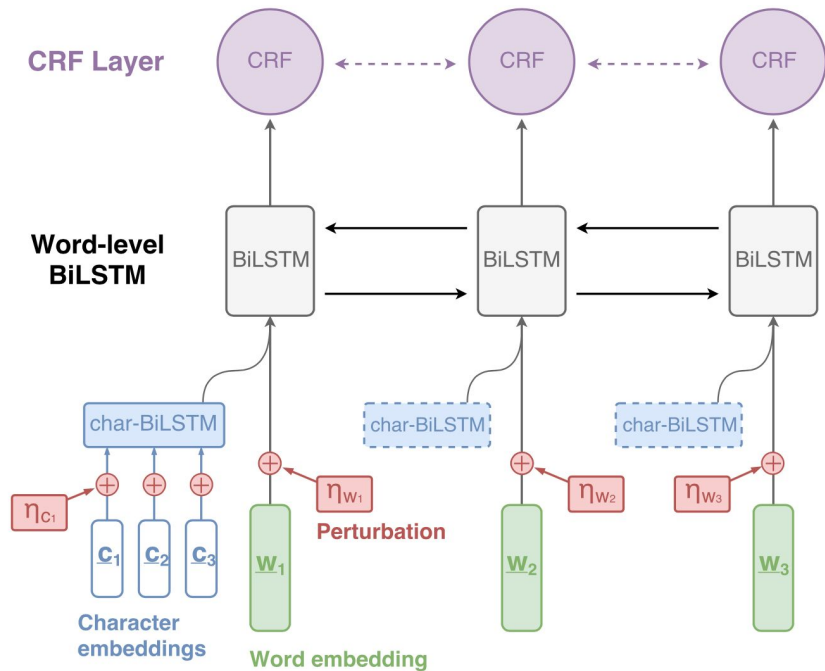 CRF Layer
CRF
CRF
CRF
Word-level
BiLSTM
BiLSTM
BiLSTM
BiLSTM
char-BiLSTM
char-BiLSTM
char-BiLSTM
ηc₁
ηw₁
ηw₂
ηw₃
Perturbation
c₁
c₂
c₃
w₁
w₂
w₃
Character
embeddings
Word embedding